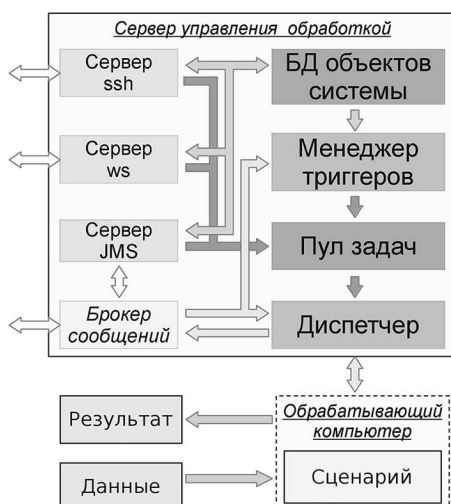 Сервер управления обработкой
Сервер
ssh
БД объектов
системы
Сервер
ws
Менеджер
триггеров
Сервер
JMS
Пул задач
Брокер
сообщений
Диспетчер
Результат
Обрабатывающий
компьютер
Данные
Сценарий